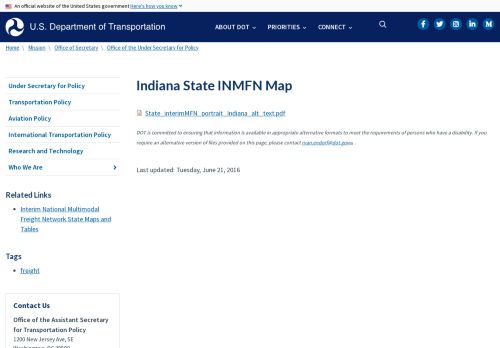 An official website of the United States government Here's how you know
U.S. Department of Transportation
ABOUT DOT
PRIORITIES
CONNECT
Home \ Mission \ Office of Secretary \ Office of the Under Secretary for Policy
Under Secretary for Policy
Transportation Policy
Aviation Policy
International Transportation Policy
Research and Technology
Who We Are
Related Links
Interim National Multimodal
Freight Network State Maps and
Tables
Tags
freight
Contact Us
Office of the Assistant Secretary
for Transportation Policy
1200 New Jersey Ave, SE
Indiana State INMFN Map
State_interimMFN_portrait_Indiana_alt_text.pdf
DOT is committed to ensuring that information is available in appropriate alternative formats to meet the requirements of persons who have a disability. If you
require an alternative version of files provided on this page, please contact
Last updated: Tuesday, June 21, 2016